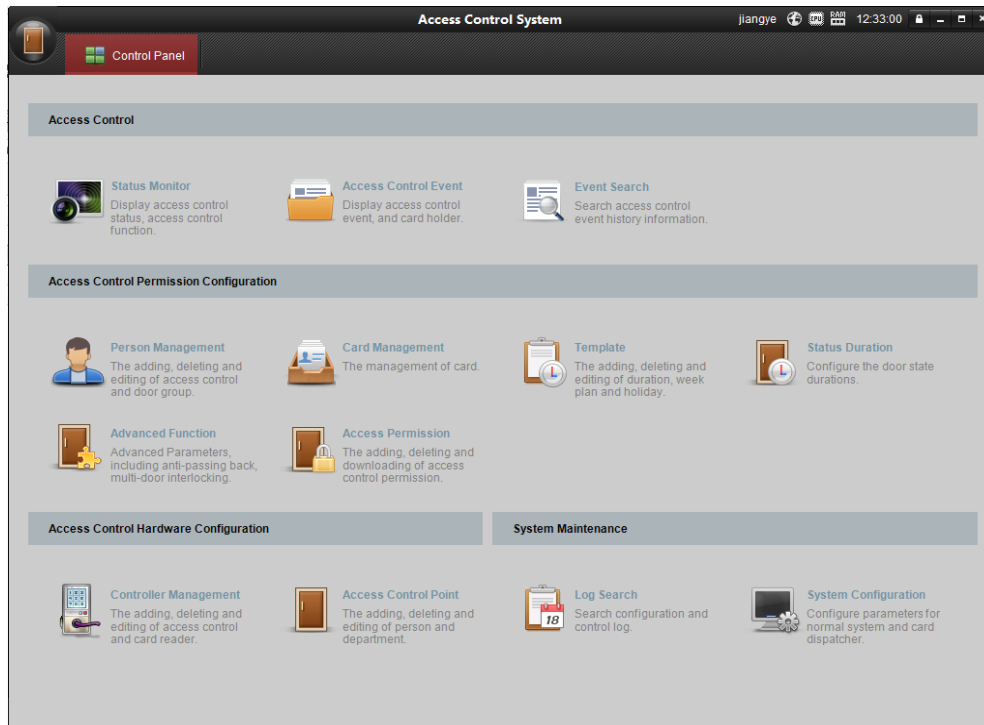 Access Control System
jiangye
CPU
RAM
12:33:00
Control Panel
Access Control
Status Monitor
Display access control
status, access control
function.
Access Control Event
Display access control
event, and card holder.
Event Search
Search access control
event history information.
Access Control Permission Configuration
Person Management
The adding, deleting and
editing of access control
and door group.
Card Management
The management of card.
Template
The adding, deleting and
editing of duration, week
plan and holiday.
Status Duration
Configure the door state
durations.
Advanced Function
Advanced Parameters,
including anti-passing back,
multi-door interlocking.
Access Permission
The adding, deleting and
downloading of access
control permission.
Access Control Hardware Configuration
System Maintenance
Controller Management
The adding, deleting and
editing of access control
and card reader.
Access Control Point
The adding, deleting and
editing of person and
department.
18
Log Search
Search configuration and
control log.
System Configuration
Configure parameters for
normal system and card
dispatcher.